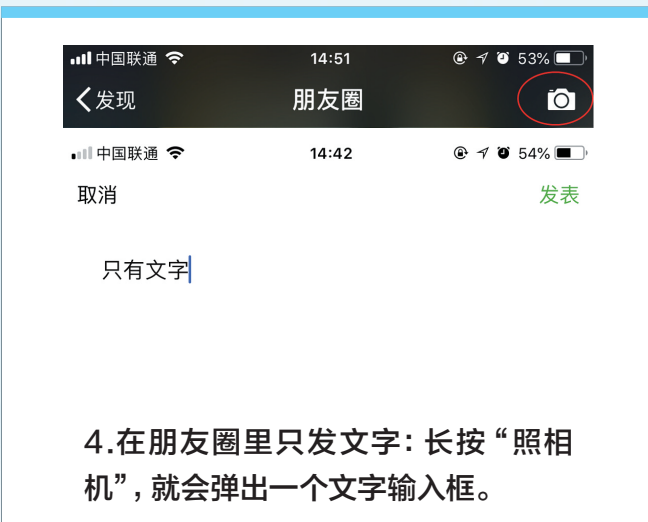 中国联通 14:51 53%
发现 朋友圈
中国联通 14:42 54%
取消 发表
只有文字
4.在朋友圈里只发文字：长按“照相
机”，就会弹出一个文字输入框。